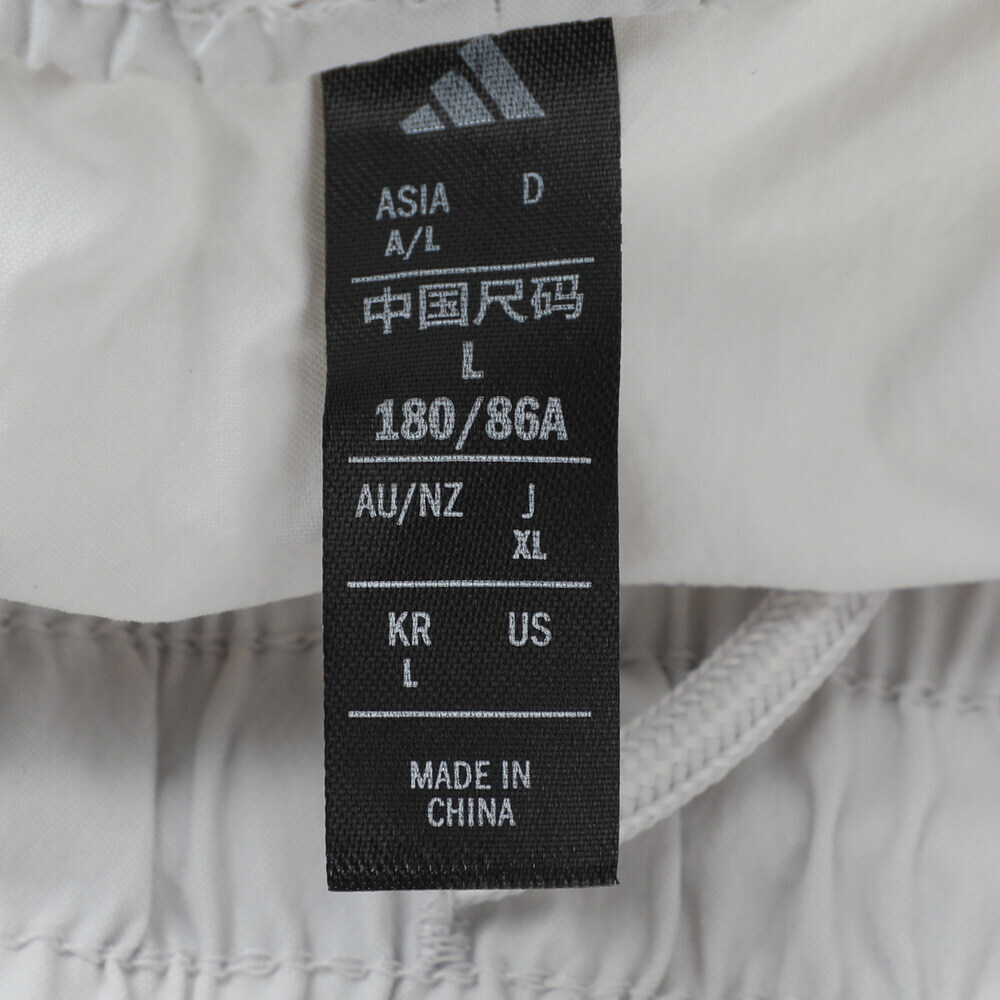 ASIA D
A/L
中国尺码
L
180/86A
AU/NZ J
XL
KR US
L
MADE IN
CHINA